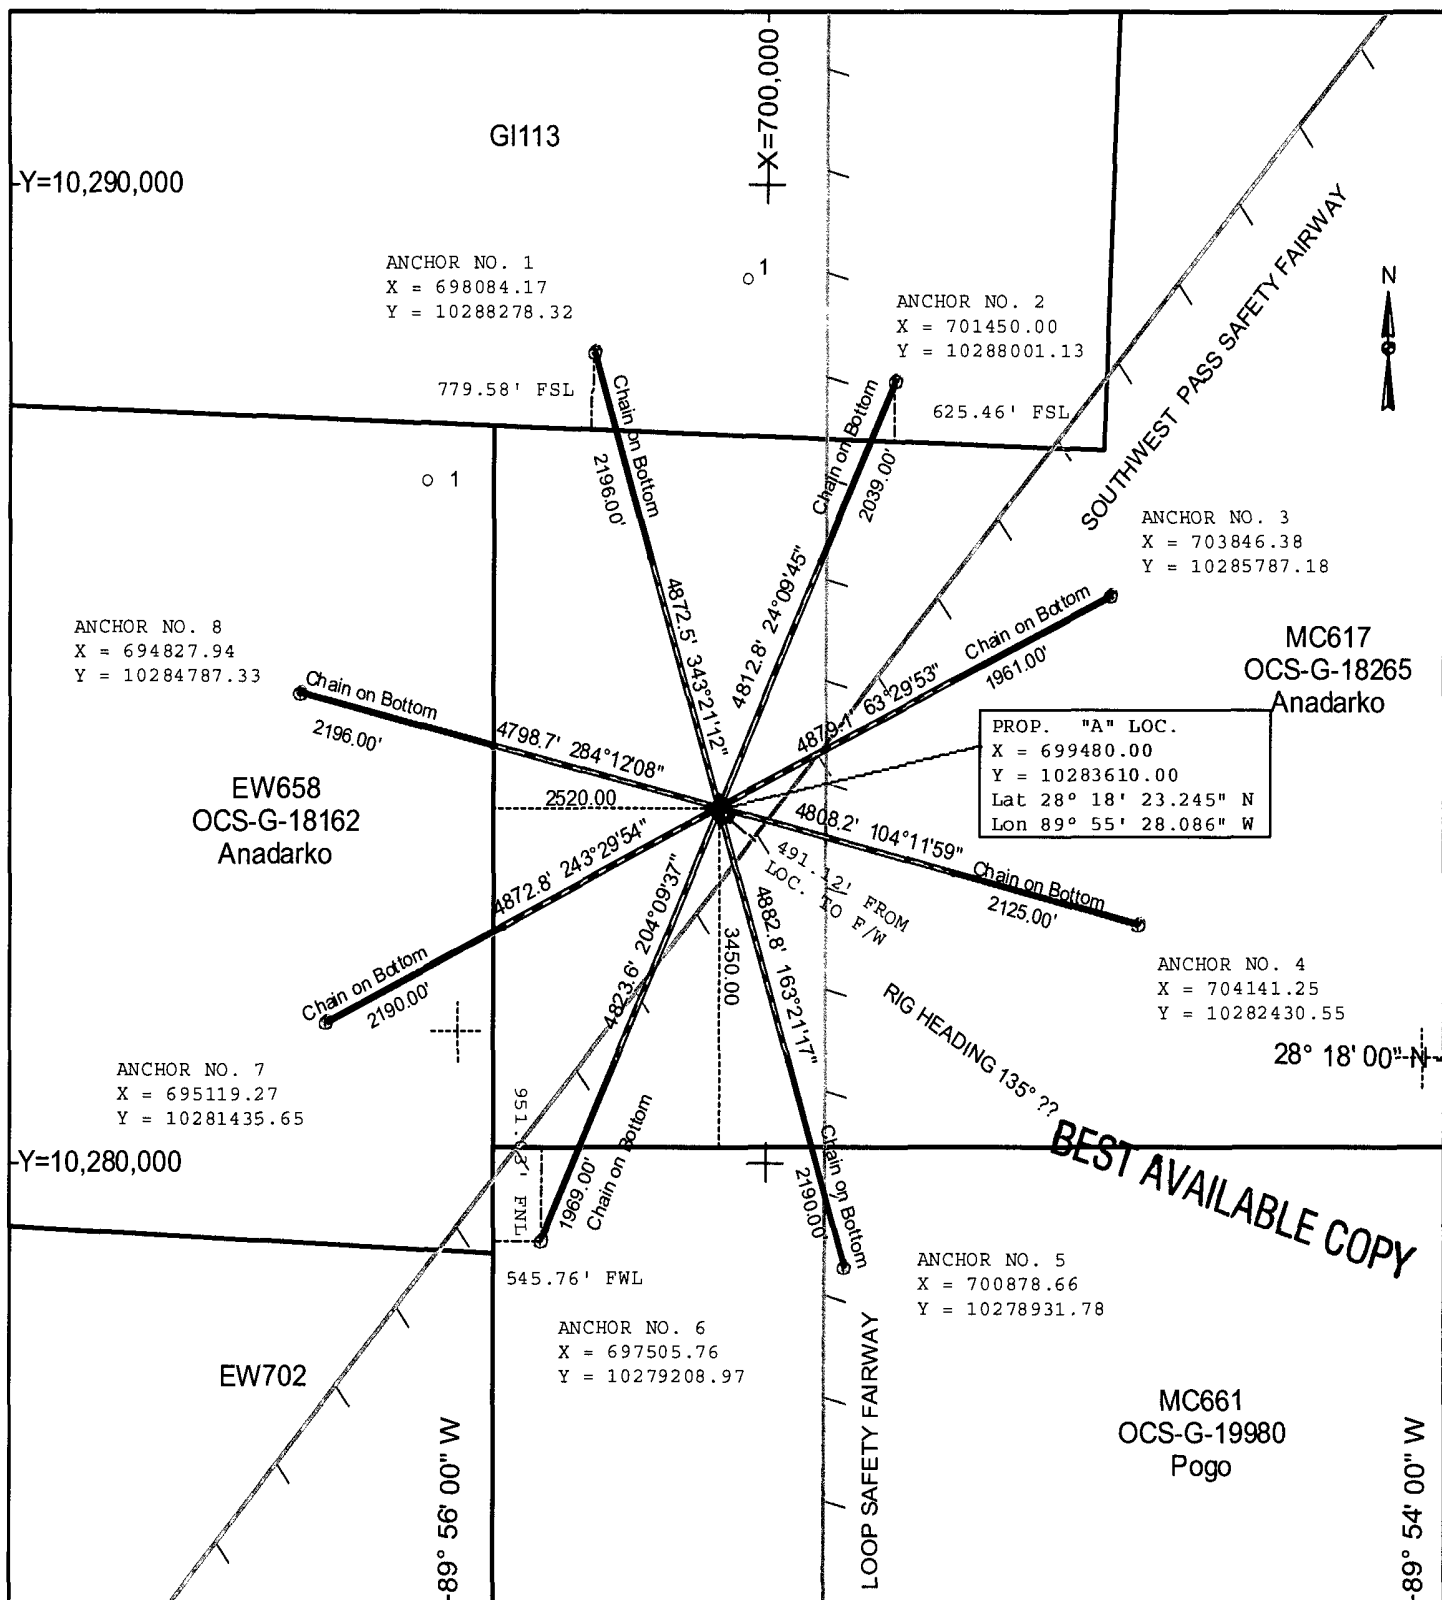 X=700,000
GI113
Y=10,290,000
ANCHOR NO. 1
X = 698084.17
Y = 10288278.32
1
ANCHOR NO. 2
X = 701450.00
Y = 10288001.13
N
SOUTHWEST PASS SAFETY FAIRWAY
779.58' FSL
625.46' FSL
Chain on Bottom
2196.00'
Chain on Bottom
2039.00'
1
ANCHOR NO. 3
X = 703846.38
Y = 10285787.18
4872.5' 343°21'12"
4812.8' 24°09'45"
Chain on Bottom
1961.00'
4879.1' 63°29'53"
ANCHOR NO. 8
X = 694827.94
Y = 10284787.33
MC617
OCS-G-18265
Anadarko
Chain on Bottom
2196.00'
4798.7' 284°12'08"
PROP. "A" LOC.
X = 699480.00
Y = 10283610.00
Lat 28° 18' 23.245" N
Lon 89° 55' 28.086" W
EW658
OCS-G-18162
Anadarko
2520.00
4808.2' 104°11'59"
Chain on Bottom
2125.00'
4872.8' 243°29'54"
491.12' FROM
LOC. TO F/W
3450.00
4823.6' 204°09'37"
4882.8' 163°21'17"
Chain on Bottom
2190.00'
ANCHOR NO. 4
X = 704141.25
Y = 10282430.55
RIG HEADING 135° ??
28° 18' 00" N
ANCHOR NO. 7
X = 695119.27
Y = 10281435.65
BEST AVAILABLE COPY
Y=10,280,000
FNL
1969.00'
Chain on Bottom
2190.00'
Chain on Bottom
545.76' FWL
ANCHOR NO. 5
X = 700878.66
Y = 10278931.78
ANCHOR NO. 6
X = 697505.76
Y = 10279208.97
EW702
LOOP SAFETY FAIRWAY
MC661
OCS-G-19980
Pogo
-89° 56' 00" W
-89° 54' 00" W